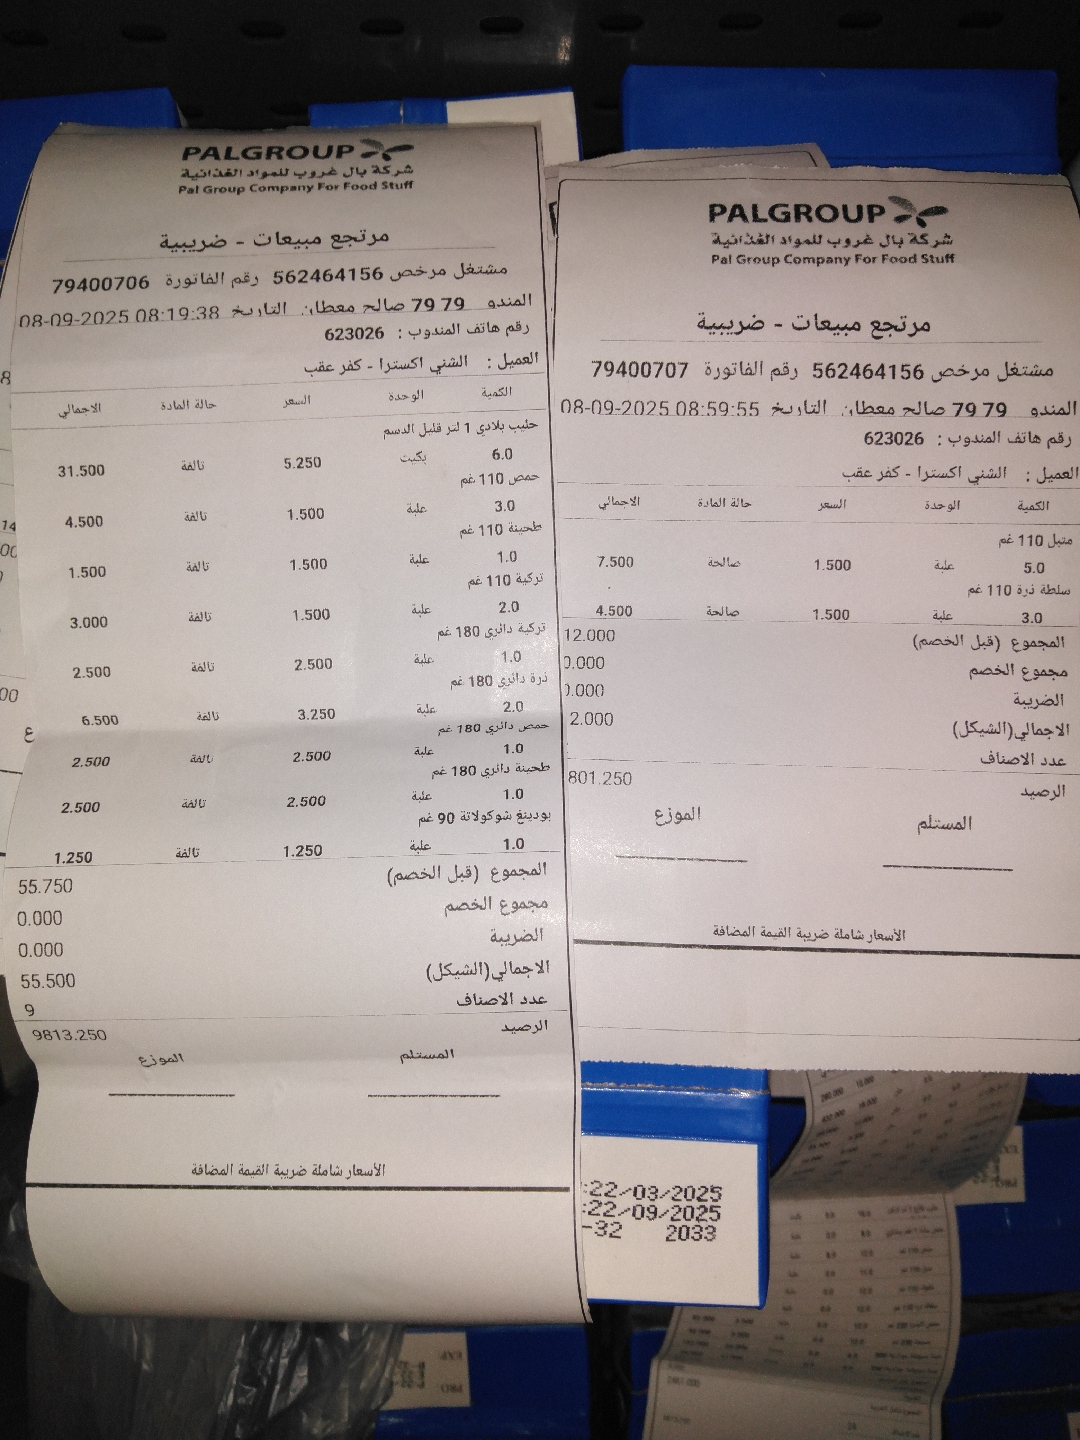 PALGROUP
شركة بال غروب للمواد الغذائية
Pal Group Company For Food Stuff
مرتجع مبيعات - ضريبية
مشتغل مرخص 562464156 رقم الفاتورة 79400706
المندو 79 79 صالح معطان التاريخ 08-09-2025 08:19:38
رقم هاتف المندوب : 623026
العميل : الشني اكسترا - كفر عقب
الكمية الوحدة السعر حالة المادة الاجمالي
حليب بلادي 1 لتر قليل الدسم
6.0 بكيت 5.250 تالفة 31.500
حمص 110 غم
3.0 علبة 1.500 تالفة 4.500
طحينة 110 غم
1.0 علبة 1.500 تالفة 1.500
تركية 110 غم
2.0 علبة 1.500 تالفة 3.000
تركية دائري 180 غم
1.0 علبة 2.500 تالفة 2.500
ذرة دائري 180 غم
2.0 علبة 3.250 تالفة 6.500
حمص دائري 180 غم
1.0 علبة 2.500 تالفة 2.500
طحينة دائري 180 غم
1.0 علبة 2.500 تالفة 2.500
بودينغ شوكولاتة 90 غم
1.0 علبة 1.250 تالفة 1.250
المجموع (قبل الخصم) 55.750
مجموع الخصم 0.000
الضريبة 0.000
الاجمالي(الشيكل) 55.500
عدد الاصناف 9
الرصيد 9813.250
المستلم الموزع
الأسعار شاملة ضريبة القيمة المضافة
PALGROUP
شركة بال غروب للمواد الغذائية
Pal Group Company For Food Stuff
مرتجع مبيعات - ضريبية
مشتغل مرخص 562464156 رقم الفاتورة 79400707
المندو 79 79 صالح معطان التاريخ 08-09-2025 08:59:55
رقم هاتف المندوب : 623026
العميل : الشني اكسترا - كفر عقب
الكمية الوحدة السعر حالة المادة الاجمالي
متبل 110 غم
5.0 علبة 1.500 صالحة 7.500
سلطة ذرة 110 غم
3.0 علبة 1.500 صالحة 4.500
المجموع (قبل الخصم) 12.000
مجموع الخصم 0.000
الضريبة 0.000
الاجمالي(الشيكل) 2.000
عدد الاصناف
الرصيد 801.250
المستلم الموزع
الأسعار شاملة ضريبة القيمة المضافة
:22/03/2025
:22/09/2025
-32 2033
EXP
PRO